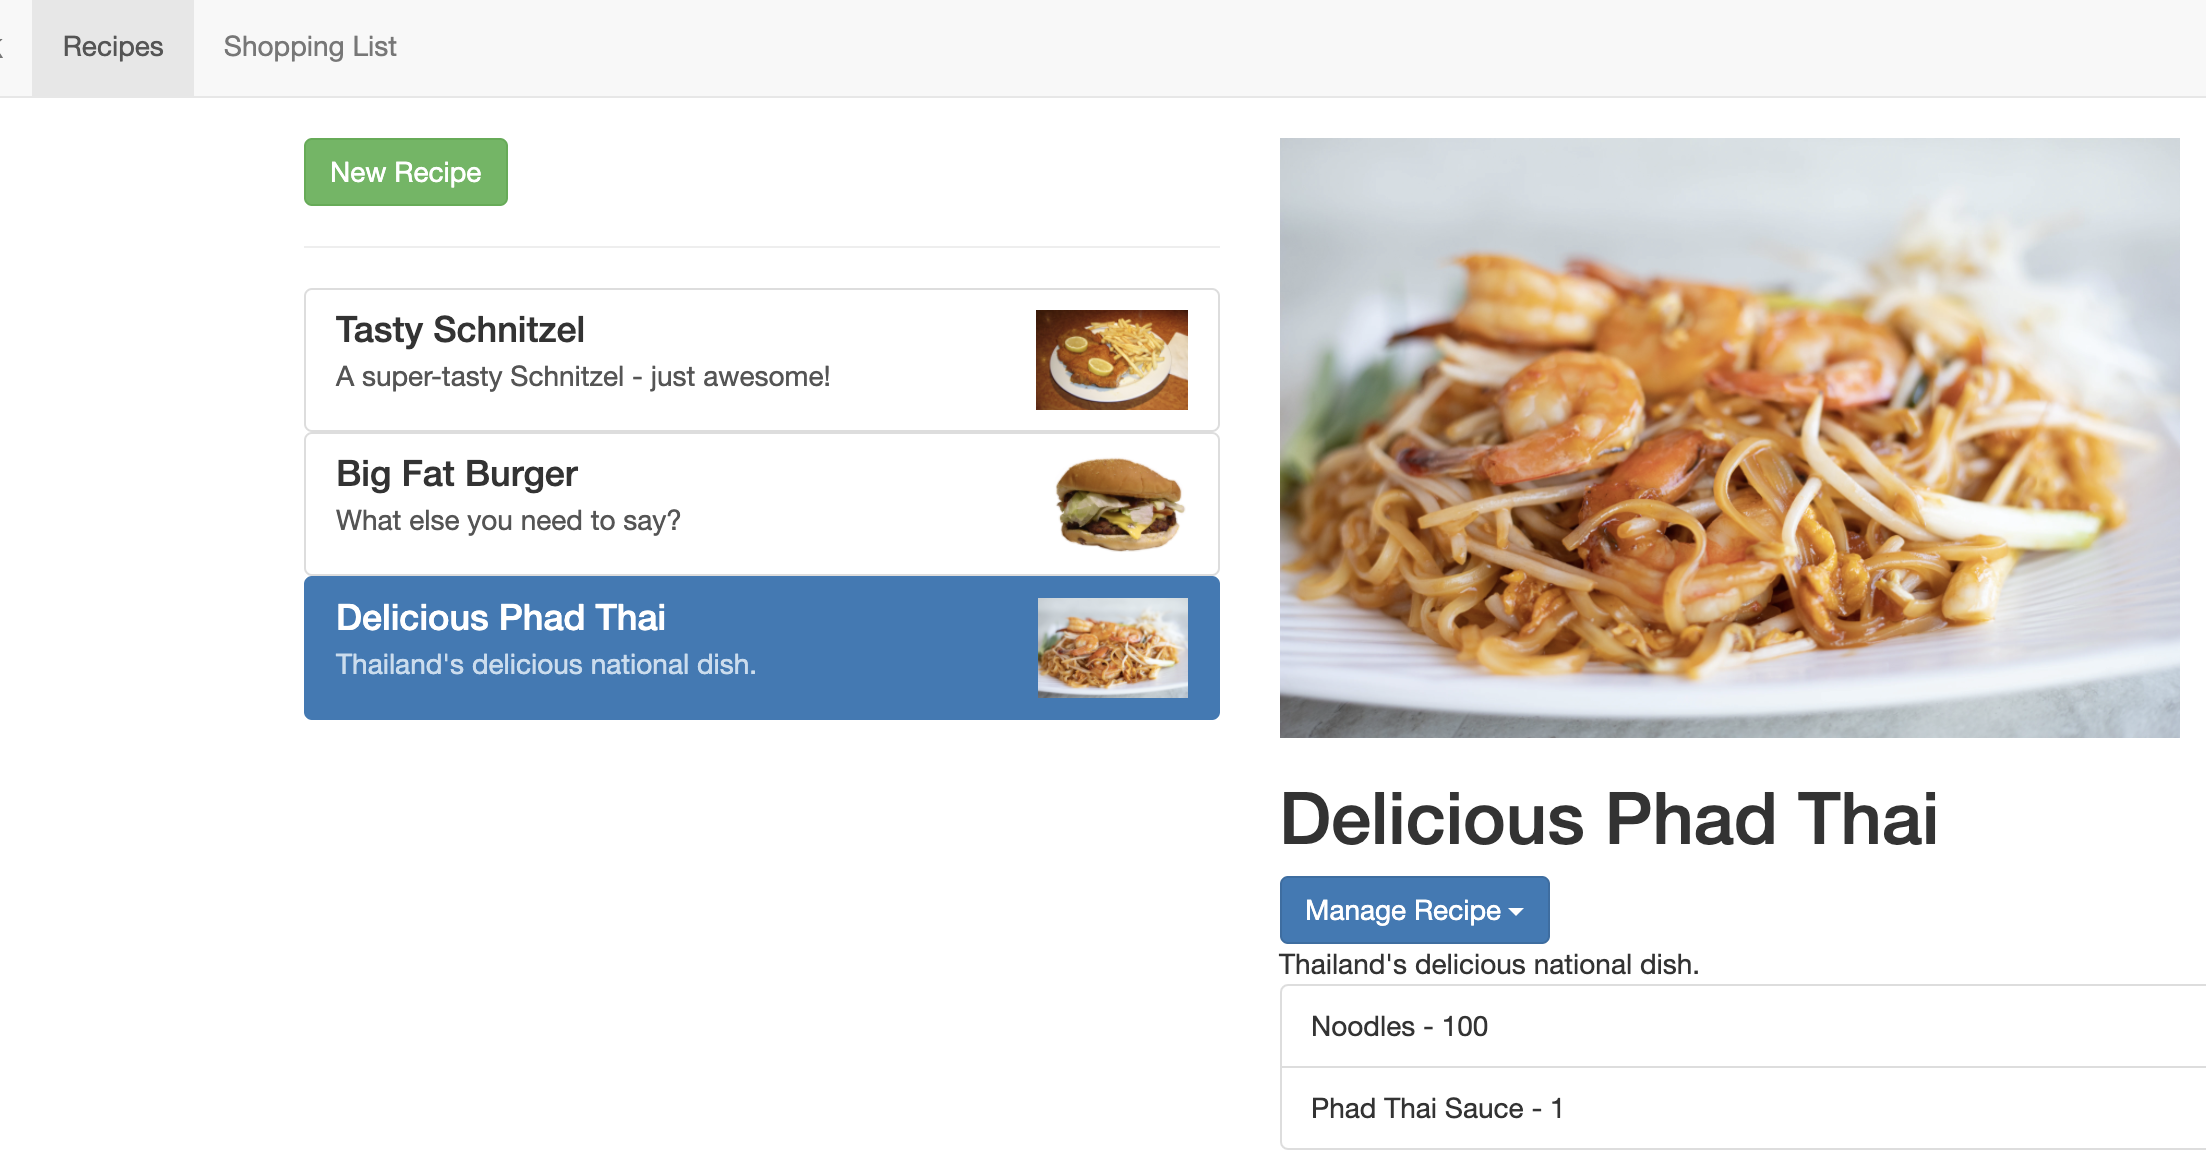 Recipes
Shopping List
New Recipe
Tasty Schnitzel
A super-tasty Schnitzel - just awesome!
Big Fat Burger
What else you need to say?
Delicious Phad Thai
Thailand's delicious national dish.
Delicious Phad Thai
Manage Recipe
Thailand's delicious national dish.
Noodles - 100
Phad Thai Sauce - 1